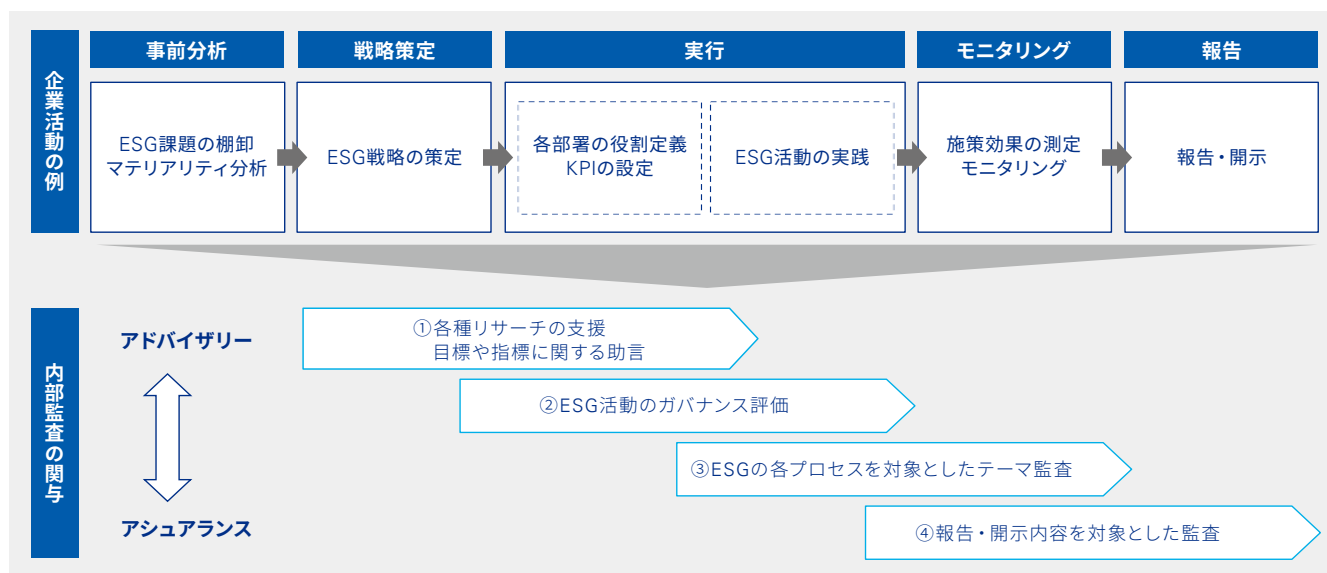 企業活動の例
事前分析
戦略策定
実行
モニタリング
報告
ESG課題の棚卸
マテリアリティ分析
ESG戦略の策定
各部署の役割定義
KPIの設定
ESG活動の実践
施策効果の測定
モニタリング
報告・開示
内部監査の関与
アドバイザリー
アシュアランス
①各種リサーチの支援
目標や指標に関する助言
②ESG活動のガバナンス評価
③ESGの各プロセスを対象としたテーマ監査
④報告・開示内容を対象とした監査